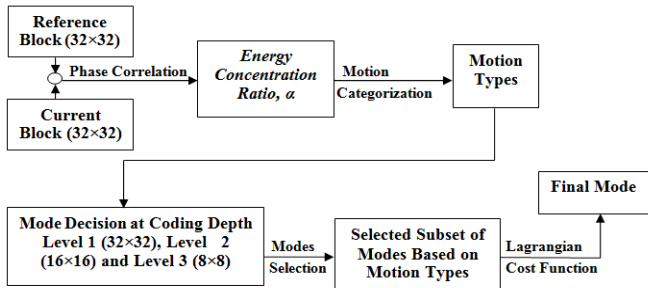 Reference
Block (32×32)
Phase Correlation
Current
Block (32×32)
Energy
Concentration
Ratio, α
Motion
Categorization
Motion
Types
Mode Decision at Coding Depth
Level 1 (32×32), Level 2
(16×16) and Level 3 (8×8)
Modes
Selection
Selected Subset of
Modes Based on
Motion Types
Lagrangian
Cost Function
Final Mode